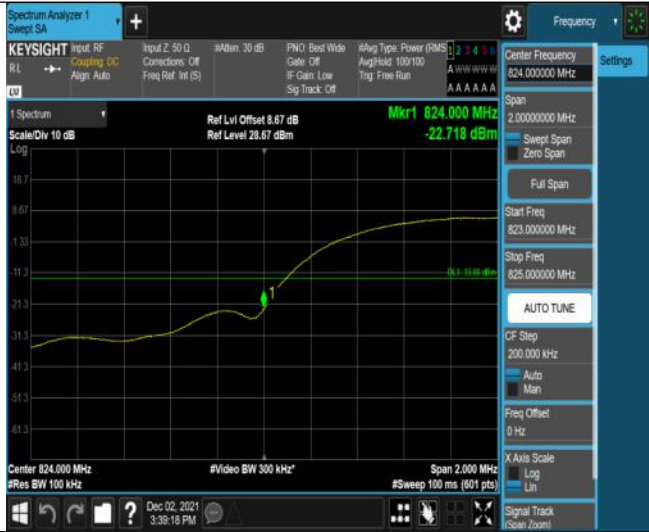 Spectrum Analyzer 1
Swept SA
+
Frequency
KEYSIGHT
Input: RF
Input Z: 50 Ω
#Atten: 30 dB
PNO: Best Wide
#Avg Type: Power (RMS
1 2 3 4 5 6
RL
Coupling: DC
Corrections: Off
Gate: Off
Avg|Hold: 100/100
A W W W W W
Align: Auto
Freq Ref: Int (S)
IF Gain: Low
Trig: Free Run
Sig Track: Off
A A A A A A
Center Frequency
824.000000 MHz
Settings
Span
2.00000000 MHz
Swept Span
Zero Span
Full Span
Start Freq
823.000000 MHz
Stop Freq
825.000000 MHz
AUTO TUNE
CF Step
200.000 kHz
Auto
Man
Freq Offset
0 Hz
X Axis Scale
Log
Lin
Signal Track
(Span Zoom)
1 Spectrum
Ref Lvl Offset 8.67 dB
Mkr1 824.000 MHz
Scale/Div 10 dB
Ref Level 28.67 dBm
-22.718 dBm
Log
18.7
8.67
-1.33
-11.3
-21.3
-31.3
-41.3
-51.3
-61.3
1
Center 824.000 MHz
#Video BW 300 kHz*
Span 2.000 MHz
#Res BW 100 kHz
#Sweep 100 ms (601 pts)
?
Dec 02, 2021
3:39:18 PM